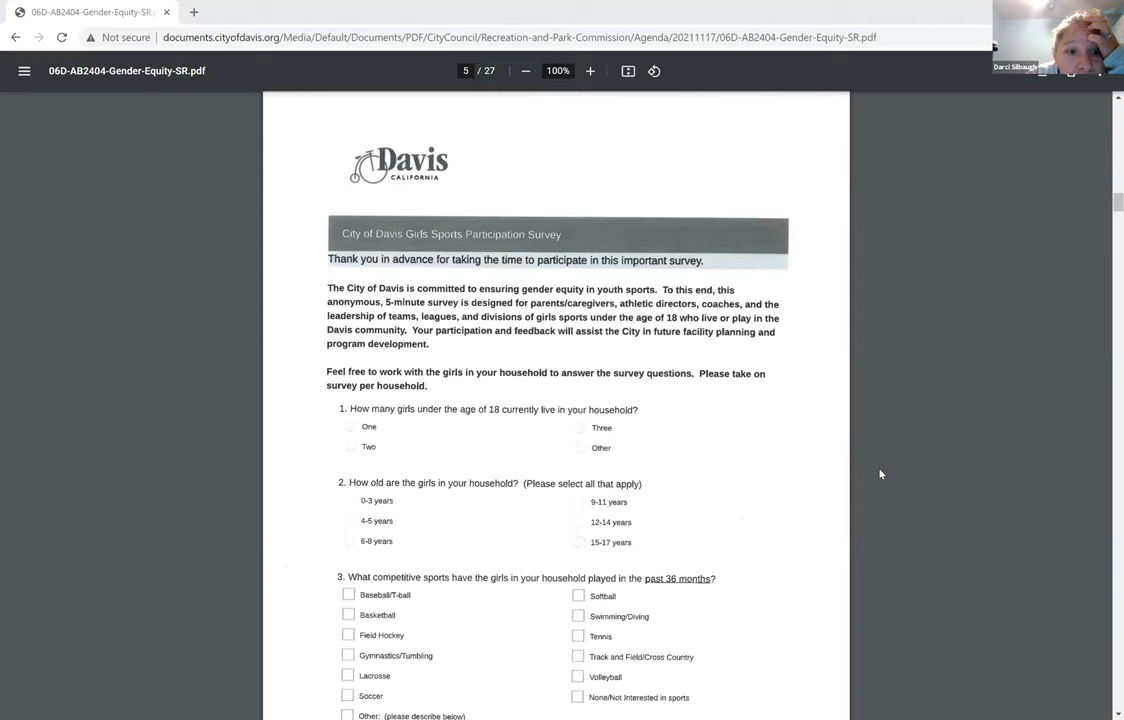 06D-AB2404-Gender-Equity-SR.p
Not secure
documents.cityofdavis.org/Media/Default/Documents/PDF/CityCouncil/Recreation-and-Park-Commission/Agenda/20211117/06D-AB2404-Gender-Equity-SR.pdf
Darci Silbaugh
06D-AB2404-Gender-Equity-SR.pdf
5 / 27
100%
Davis
CALIFORNIA
City of Davis Girls Sports Participation Survey
Thank you in advance for taking the time to participate in this important survey.
The City of Davis is committed to ensuring gender equity in youth sports. To this end, this
anonymous, 5-minute survey is designed for parents/caregivers, athletic directors, coaches, and the
leadership of teams, leagues, and divisions of girls sports under the age of 18 who live or play in the
Davis community. Your participation and feedback will assist the City in future facility planning and
program development.
Feel free to work with the girls in your household to answer the survey questions. Please take on
survey per household.
1. How many girls under the age of 18 currently live in your household?
One
Three
Two
Other
2. How old are the girls in your household? (Please select all that apply)
0-3 years
9-11 years
4-5 years
12-14 years
6-8 years
15-17 years
3. What competitive sports have the girls in your household played in the past 36 months?
Baseball/T-ball
Softball
Basketball
Swimming/Diving
Field Hockey
Tennis
Gymnastics/Tumbling
Track and Field/Cross Country
Lacrosse
Volleyball
Soccer
None/Not Interested in sports
Other: (please describe below)